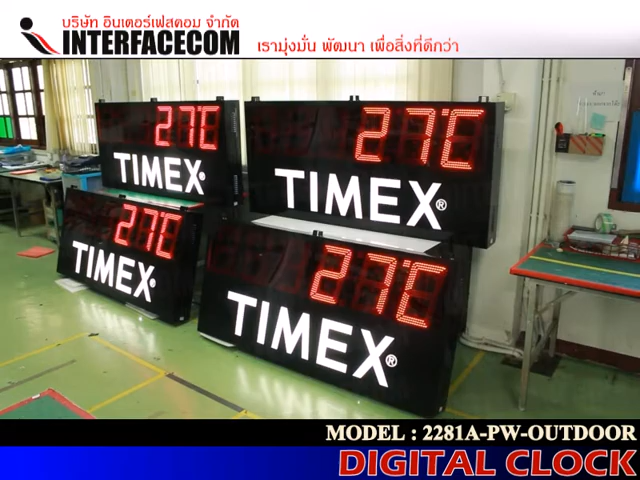 บริษัท อินเตอร์เฟสคอม จำกัด
INTERFACECOM
เรามุ่งมั่น พัฒนา เพื่อสิ่งที่ดีกว่า
27°C
TIMEX®
27°C
TIMEX®
27°C
TIMEX®
27°C
TIMEX®
MODEL : 2281A-PW-OUTDOOR
DIGITAL CLOCK